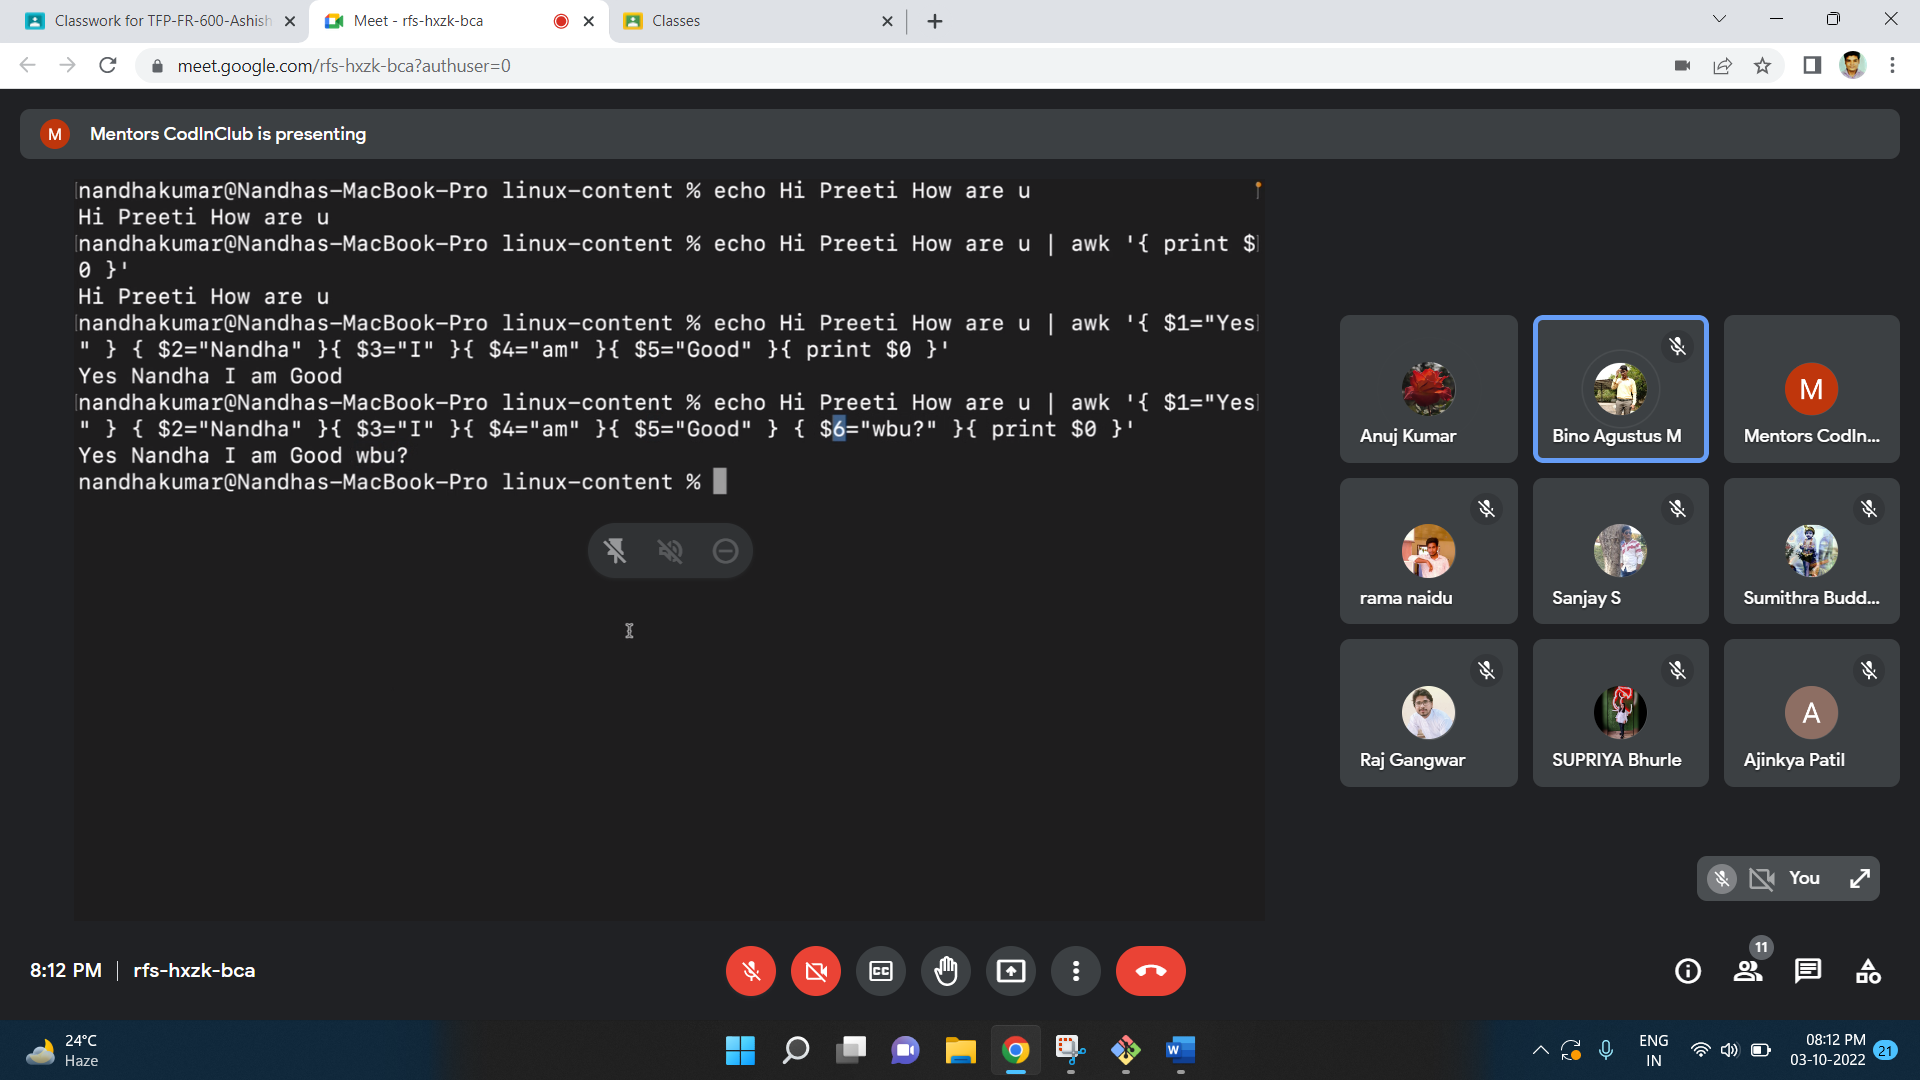 Classwork for TFP-FR-600-Ashish
Meet - rfs-hxzk-bca
Classes
meet.google.com/rfs-hxzk-bca?authuser=0
M
Mentors CodInClub is presenting
nandhakumar@Nandhas-MacBook-Pro linux-content % echo Hi Preeti How are u
Hi Preeti How are u
nandhakumar@Nandhas-MacBook-Pro linux-content % echo Hi Preeti How are u | awk '{ print $
0 }'
Hi Preeti How are u
nandhakumar@Nandhas-MacBook-Pro linux-content % echo Hi Preeti How are u | awk '{ $1="Yes
" } { $2="Nandha" }{ $3="I" }{ $4="am" }{ $5="Good" }{ print $0 }'
Yes Nandha I am Good
nandhakumar@Nandhas-MacBook-Pro linux-content % echo Hi Preeti How are u | awk '{ $1="Yes
" } { $2="Nandha" }{ $3="I" }{ $4="am" }{ $5="Good" } { $6="wbu?" }{ print $0 }'
Yes Nandha I am Good wbu?
nandhakumar@Nandhas-MacBook-Pro linux-content %
Anuj Kumar
Bino Agustus M
M
Mentors CodIn...
rama naidu
Sanjay S
Sumithra Budd...
Raj Gangwar
SUPRIYA Bhurle
A
Ajinkya Patil
You
8:12 PM | rfs-hxzk-bca
CC
11
24°C
Haze
W
ENG
IN
08:12 PM
03-10-2022
21